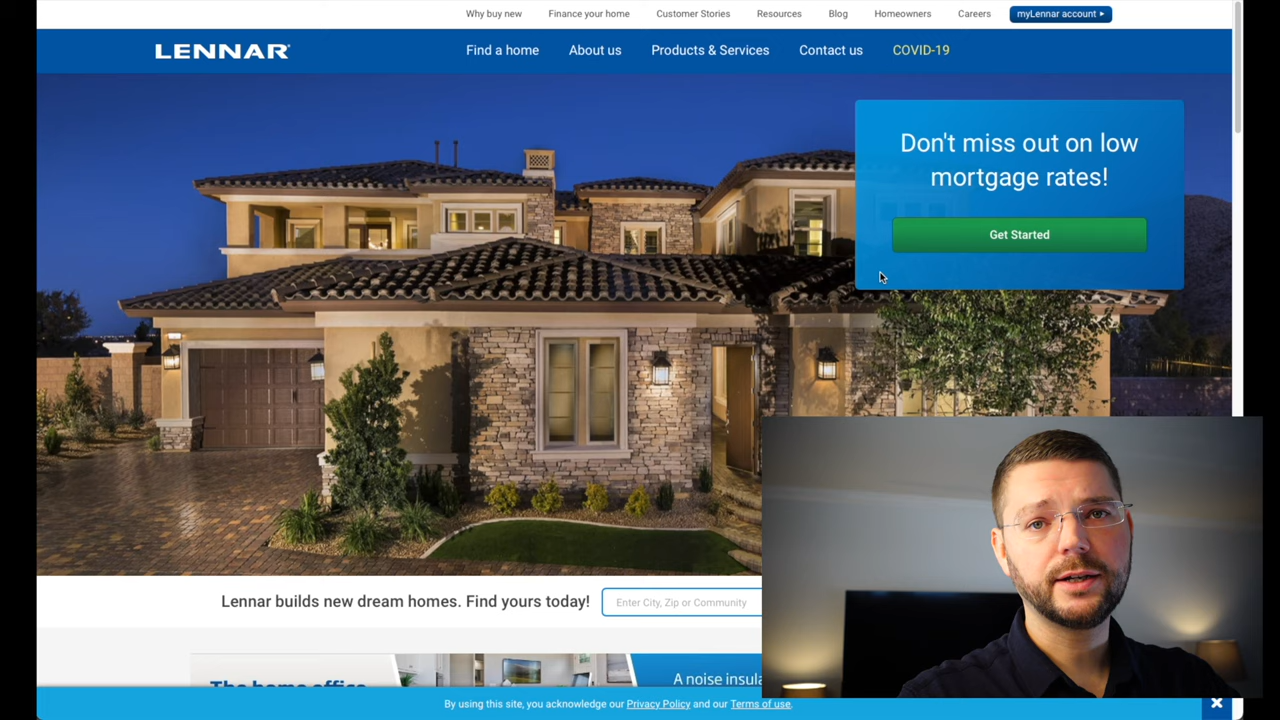 Why buy new
Finance your home
Customer Stories
Resources
Blog
Homeowners
Careers
myLennar account
LENNAR
Find a home
About us
Products & Services
Contact us
COVID-19
Don't miss out on low
mortgage rates!
Get Started
Lennar builds new dream homes. Find yours today!
Enter City, Zip or Community
The home office
A noise insula
By using this site, you acknowledge our Privacy Policy and our Terms of use.